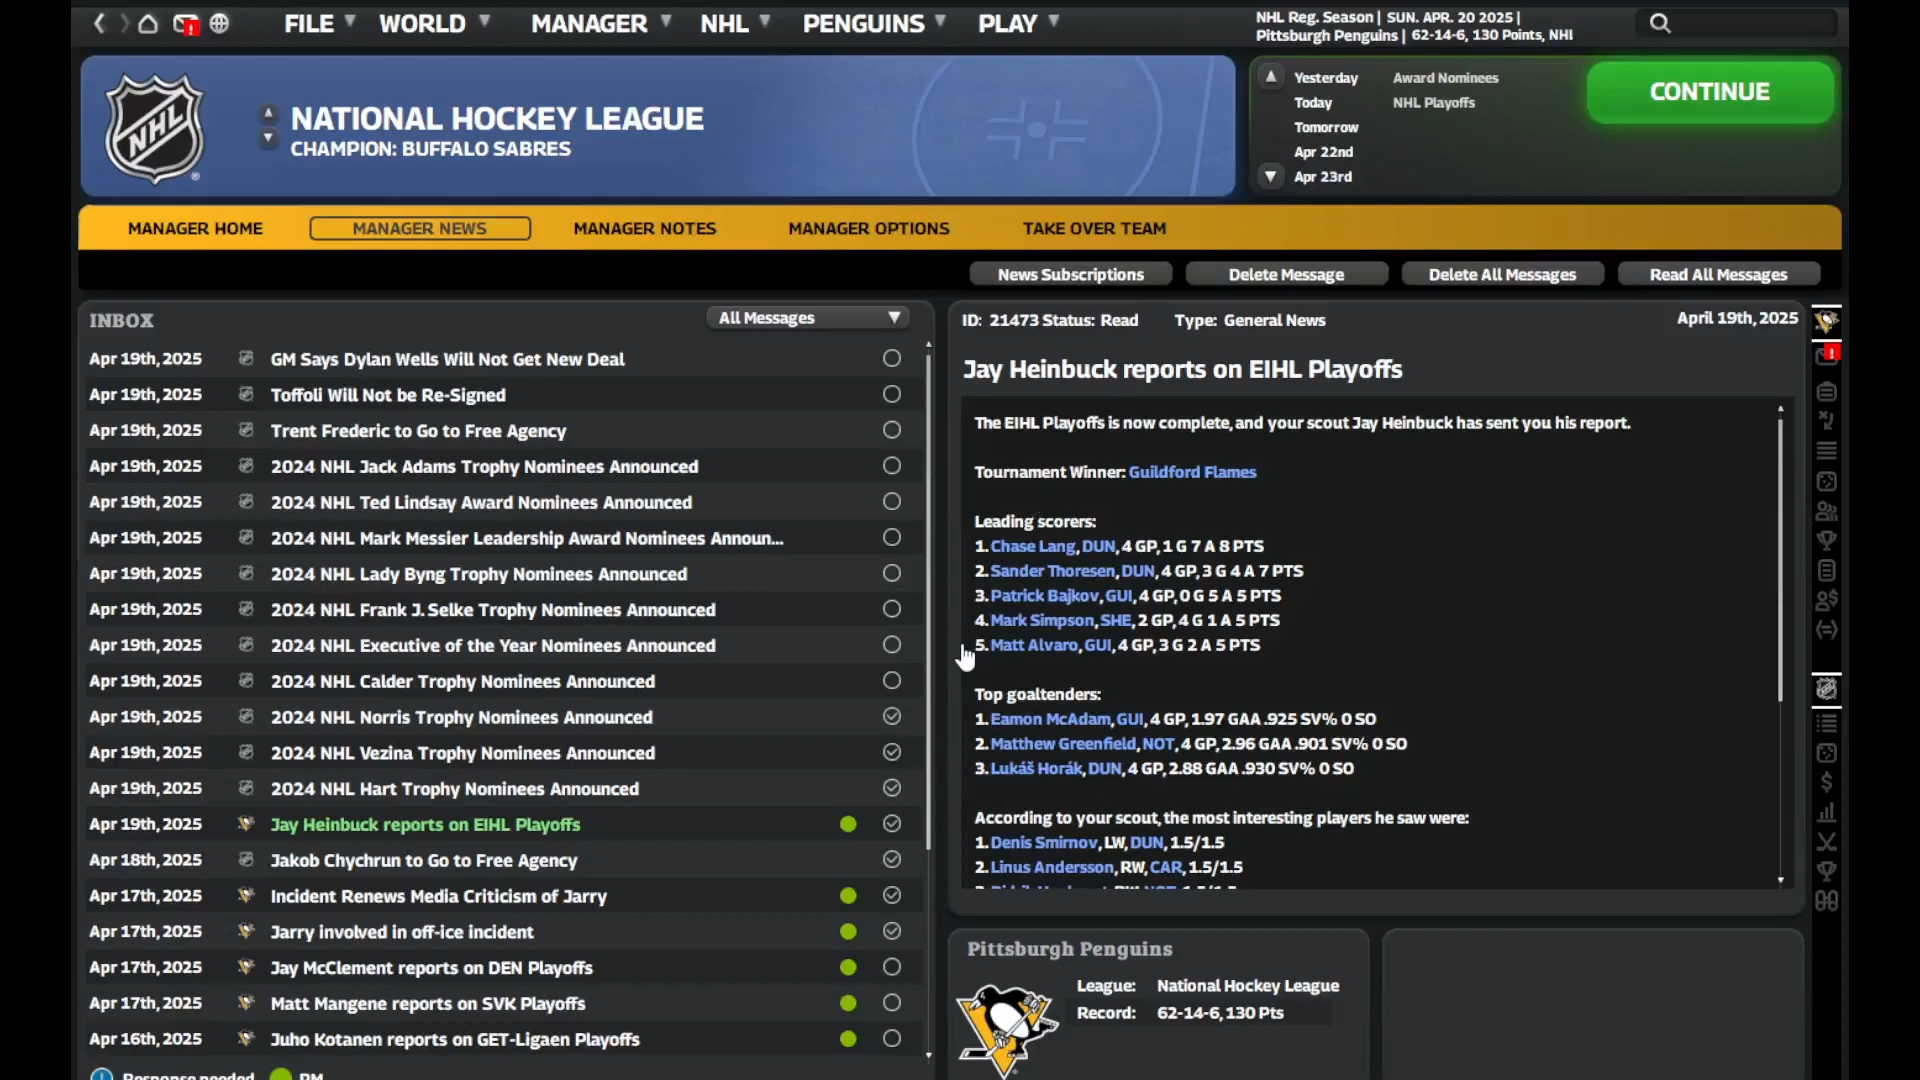 FILE WORLD MANAGER NHL PENGUINS PLAY
NHL Reg. Season | SUN. APR. 20 2025 |
Pittsburgh Penguins | 62-14-6, 130 Points, NHI
NHL
NATIONAL HOCKEY LEAGUE
CHAMPION: BUFFALO SABRES
Yesterday Award Nominees
Today NHL Playoffs
Tomorrow
Apr 22nd
Apr 23rd
CONTINUE
MANAGER HOME MANAGER NEWS MANAGER NOTES MANAGER OPTIONS TAKE OVER TEAM
News Subscriptions Delete Message Delete All Messages Read All Messages
INBOX All Messages
Apr 19th, 2025 GM Says Dylan Wells Will Not Get New Deal
Apr 19th, 2025 Toffoli Will Not be Re-Signed
Apr 19th, 2025 Trent Frederic to Go to Free Agency
Apr 19th, 2025 2024 NHL Jack Adams Trophy Nominees Announced
Apr 19th, 2025 2024 NHL Ted Lindsay Award Nominees Announced
Apr 19th, 2025 2024 NHL Mark Messier Leadership Award Nominees Announ...
Apr 19th, 2025 2024 NHL Lady Byng Trophy Nominees Announced
Apr 19th, 2025 2024 NHL Frank J. Selke Trophy Nominees Announced
Apr 19th, 2025 2024 NHL Executive of the Year Nominees Announced
Apr 19th, 2025 2024 NHL Calder Trophy Nominees Announced
Apr 19th, 2025 2024 NHL Norris Trophy Nominees Announced
Apr 19th, 2025 2024 NHL Vezina Trophy Nominees Announced
Apr 19th, 2025 2024 NHL Hart Trophy Nominees Announced
Apr 19th, 2025 Jay Heinbuck reports on EIHL Playoffs
Apr 18th, 2025 Jakob Chychrun to Go to Free Agency
Apr 17th, 2025 Incident Renews Media Criticism of Jarry
Apr 17th, 2025 Jarry involved in off-ice incident
Apr 17th, 2025 Jay McClement reports on DEN Playoffs
Apr 17th, 2025 Matt Mangene reports on SVK Playoffs
Apr 16th, 2025 Juho Kotanen reports on GET-Ligaen Playoffs
Response needed PM
ID: 21473 Status: Read Type: General News April 19th, 2025
Jay Heinbuck reports on EIHL Playoffs
The EIHL Playoffs is now complete, and your scout Jay Heinbuck has sent you his report.
Tournament Winner: Guildford Flames
Leading scorers:
1. Chase Lang, DUN, 4 GP, 1 G 7 A 8 PTS
2. Sander Thoresen, DUN, 4 GP, 3 G 4 A 7 PTS
3. Patrick Bajkov, GUI, 4 GP, 0 G 5 A 5 PTS
4. Mark Simpson, SHE, 2 GP, 4 G 1 A 5 PTS
5. Matt Alvaro, GUI, 4 GP, 3 G 2 A 5 PTS
Top goaltenders:
1. Eamon McAdam, GUI, 4 GP, 1.97 GAA .925 SV% 0 SO
2. Matthew Greenfield, NOT, 4 GP, 2.96 GAA .901 SV% 0 SO
3. Lukáš Horák, DUN, 4 GP, 2.88 GAA .930 SV% 0 SO
According to your scout, the most interesting players he saw were:
1. Denis Smirnov, LW, DUN, 1.5/1.5
2. Linus Andersson, RW, CAR, 1.5/1.5
Pittsburgh Penguins
League: National Hockey League
Record: 62-14-6, 130 Pts